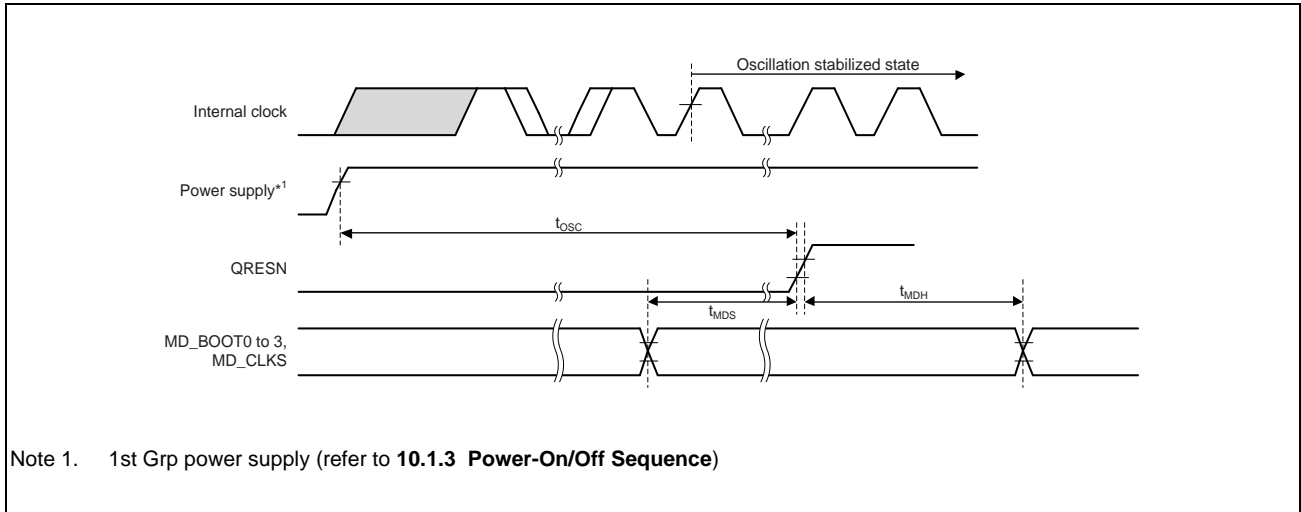 Oscillation stabilized state
Internal clock
Power supply*1
tOSC
QRESN
tMDS
tMDH
MD_BOOT0 to 3,
MD_CLKS
Note 1. 1st Grp power supply (refer to 10.1.3 Power-On/Off Sequence)